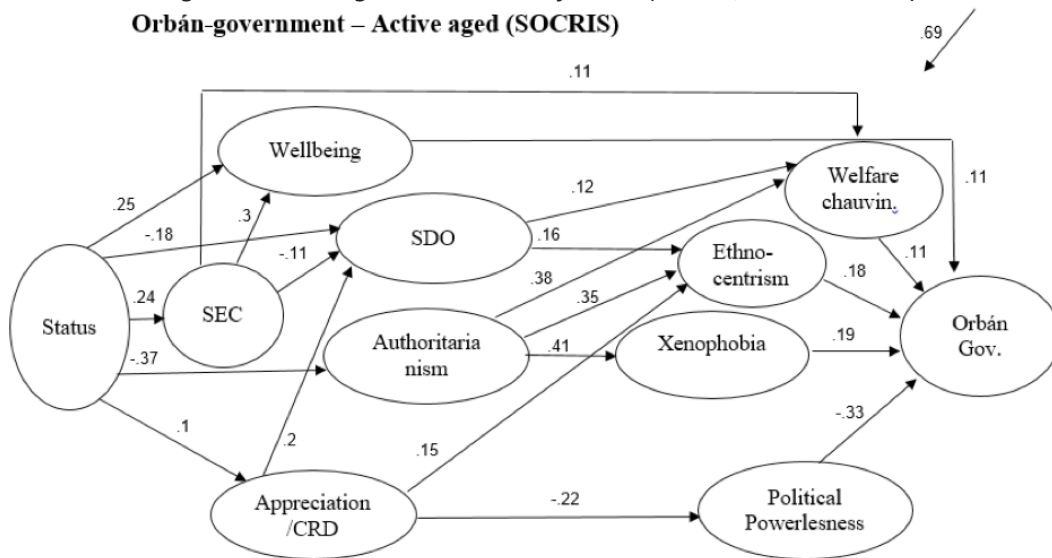 Orbán-government – Active aged (SOCRIS)
.69
.11
Wellbeing
Welfare
chauvin.
.25
.3
.12
.11
-.18
SDO
-.11
.16
Ethno-
centrism
.11
.38
.18
.24
Status
SEC
.35
Orbán
Gov.
-.37
Authoritaria
nism
.41
Xenophobia
.19
.1
.2
.15
-.33
Appreciation
/CRD
-.22
Political
Powerlesness